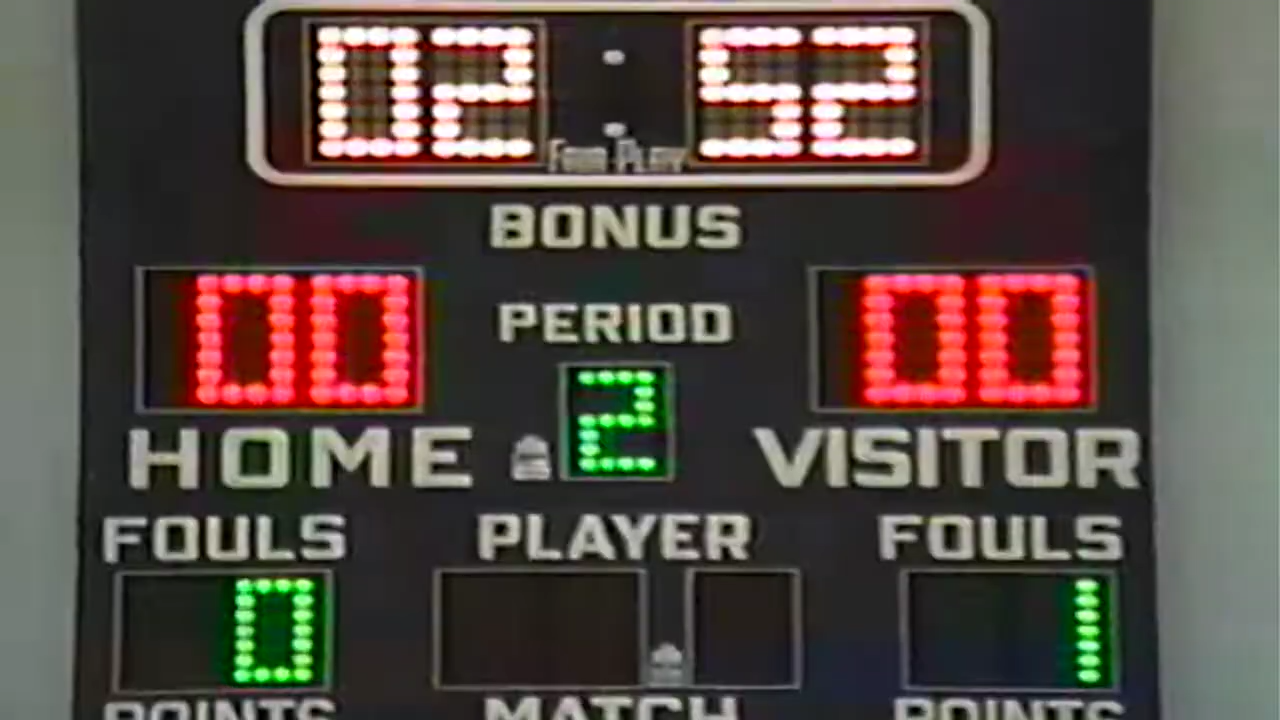 02:52
Fair-Play
BONUS
00 PERIOD 00
2
HOME VISITOR
FOULS PLAYER FOULS
0 1
POINTS MATCH POINTS